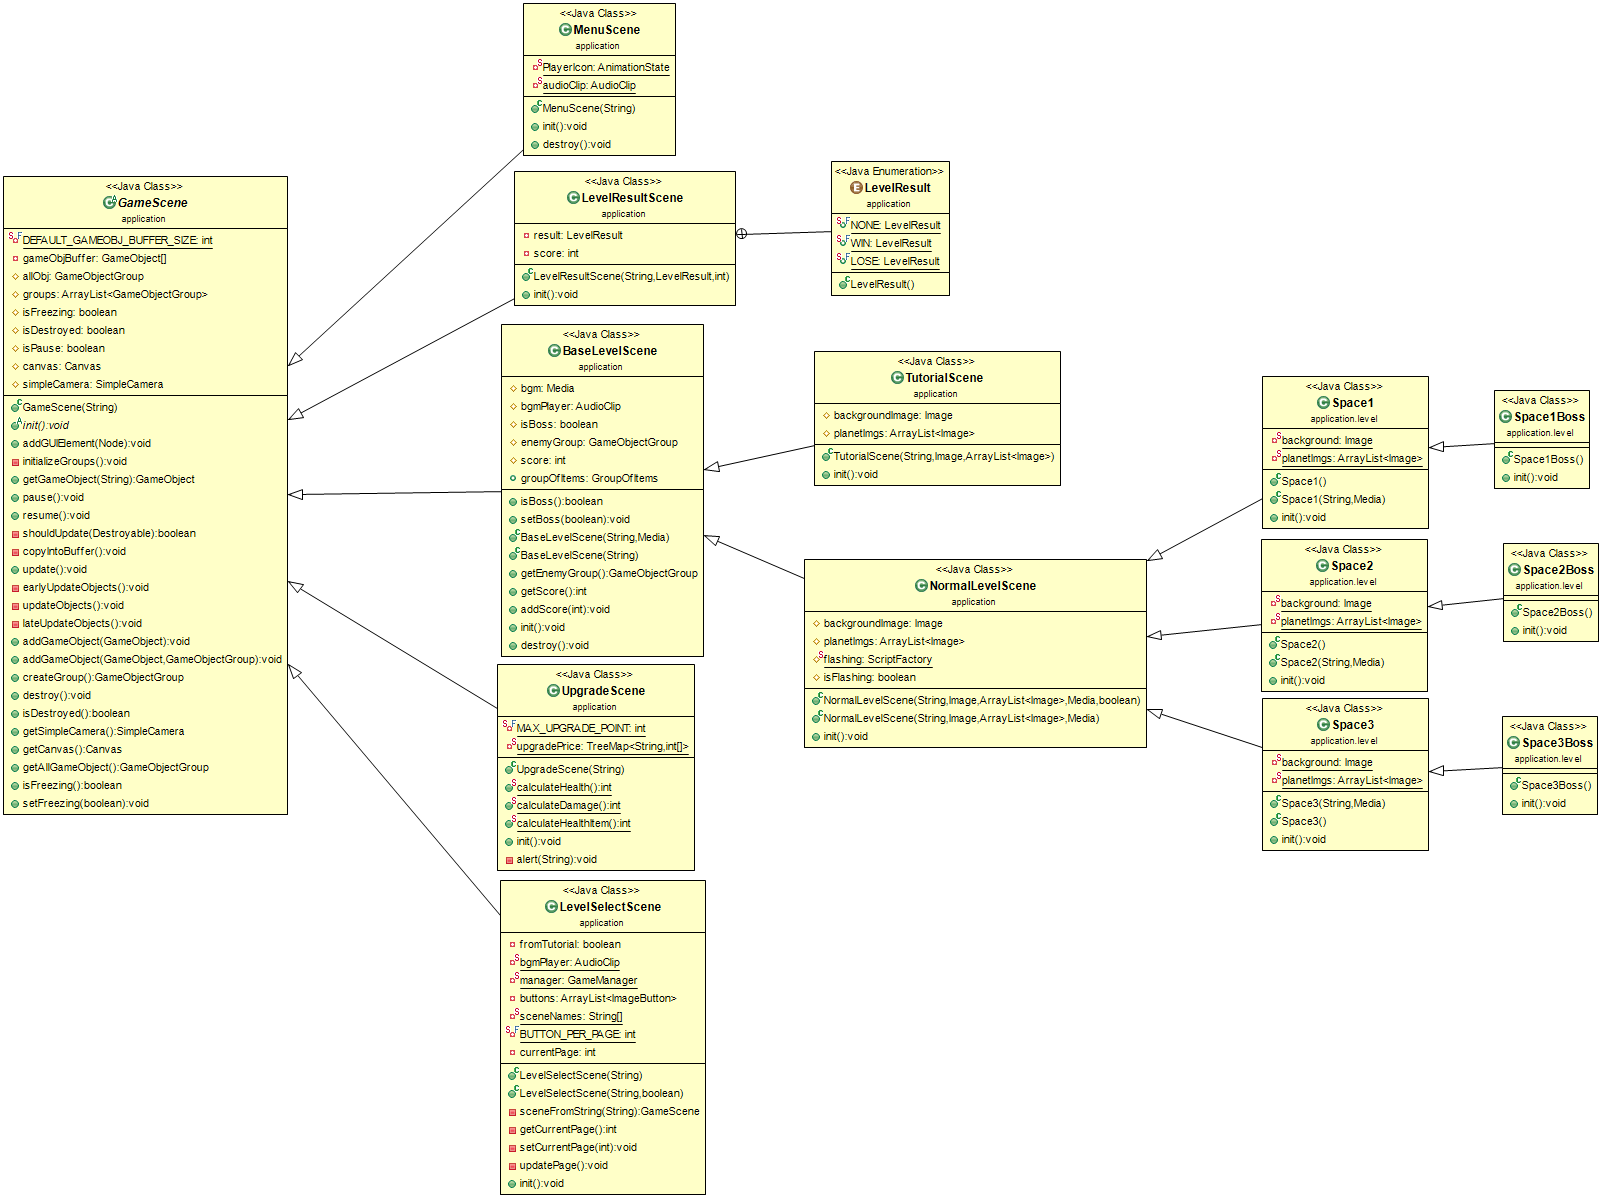 <<Java Class>>
MenuScene
application
PlayerIcon: AnimationState
audioClip: AudioClip
MenuScene(String)
init():void
destroy():void
<<Java Class>>
GameScene
application
DEFAULT_GAMEOBJ_BUFFER_SIZE: int
gameObjBuffer: GameObject[]
allObj: GameObjectGroup
groups: ArrayList<GameObjectGroup>
isFreezing: boolean
isDestroyed: boolean
isPause: boolean
canvas: Canvas
simpleCamera: SimpleCamera
GameScene(String)
init():void
addGUIElement(Node):void
initializeGroups():void
getGameObject(String):GameObject
pause():void
resume():void
shouldUpdate(Destroyable):boolean
copyIntoBuffer():void
update():void
earlyUpdateObjects():void
updateObjects():void
lateUpdateObjects():void
addGameObject(GameObject):void
addGameObject(GameObject,GameObjectGroup):void
createGroup():GameObjectGroup
destroy():void
isDestroyed():boolean
getSimpleCamera():SimpleCamera
getCanvas():Canvas
getAllGameObject():GameObjectGroup
isFreezing():boolean
setFreezing(boolean):void
<<Java Class>>
LevelResultScene
application
result: LevelResult
score: int
LevelResultScene(String,LevelResult,int)
init():void
<<Java Enumeration>>
LevelResult
application
NONE: LevelResult
WIN: LevelResult
LOSE: LevelResult
LevelResult()
<<Java Class>>
BaseLevelScene
application
bgm: Media
bgmPlayer: AudioClip
isBoss: boolean
enemyGroup: GameObjectGroup
score: int
groupOfItems: GroupOfItems
isBoss():boolean
setBoss(boolean):void
BaseLevelScene(String,Media)
BaseLevelScene(String)
getEnemyGroup():GameObjectGroup
getScore():int
addScore(int):void
init():void
destroy():void
<<Java Class>>
TutorialScene
application
backgroundImage: Image
planetImgs: ArrayList<Image>
TutorialScene(String,Image,ArrayList<Image>)
init():void
<<Java Class>>
NormalLevelScene
application
backgroundImage: Image
planetImgs: ArrayList<Image>
flashing: ScriptFactory
isFlashing: boolean
NormalLevelScene(String,Image,ArrayList<Image>,Media,boolean)
NormalLevelScene(String,Image,ArrayList<Image>,Media)
init():void
<<Java Class>>
Space1
application.level
background: Image
planetImgs: ArrayList<Image>
Space1()
Space1(String,Media)
init():void
<<Java Class>>
Space1Boss
application.level
Space1Boss()
init():void
<<Java Class>>
Space2
application.level
background: Image
planetImgs: ArrayList<Image>
Space2()
Space2(String,Media)
init():void
<<Java Class>>
Space2Boss
application.level
Space2Boss()
init():void
<<Java Class>>
Space3
application.level
background: Image
planetImgs: ArrayList<Image>
Space3(String,Media)
Space3()
init():void
<<Java Class>>
Space3Boss
application.level
Space3Boss()
init():void
<<Java Class>>
UpgradeScene
application
MAX_UPGRADE_POINT: int
upgradePrice: TreeMap<String,int[]>
UpgradeScene(String)
calculateHealth():int
calculateDamage():int
calculateHealthItem():int
init():void
alert(String):void
<<Java Class>>
LevelSelectScene
application
fromTutorial: boolean
bgmPlayer: AudioClip
manager: GameManager
buttons: ArrayList<ImageButton>
sceneNames: String[]
BUTTON_PER_PAGE: int
currentPage: int
LevelSelectScene(String)
LevelSelectScene(String,boolean)
sceneFromString(String):GameScene
getCurrentPage():int
setCurrentPage(int):void
updatePage():void
init():void